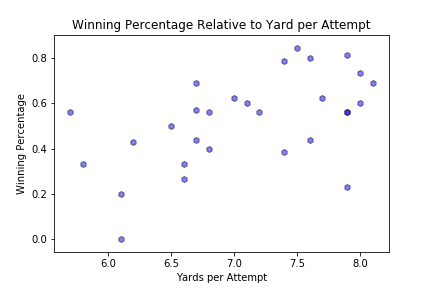 Winning Percentage Relative to Yard per Attempt
Winning Percentage
0.8
0.6
0.4
0.2
0.0
6.0 6.5 7.0 7.5 8.0
Yards per Attempt